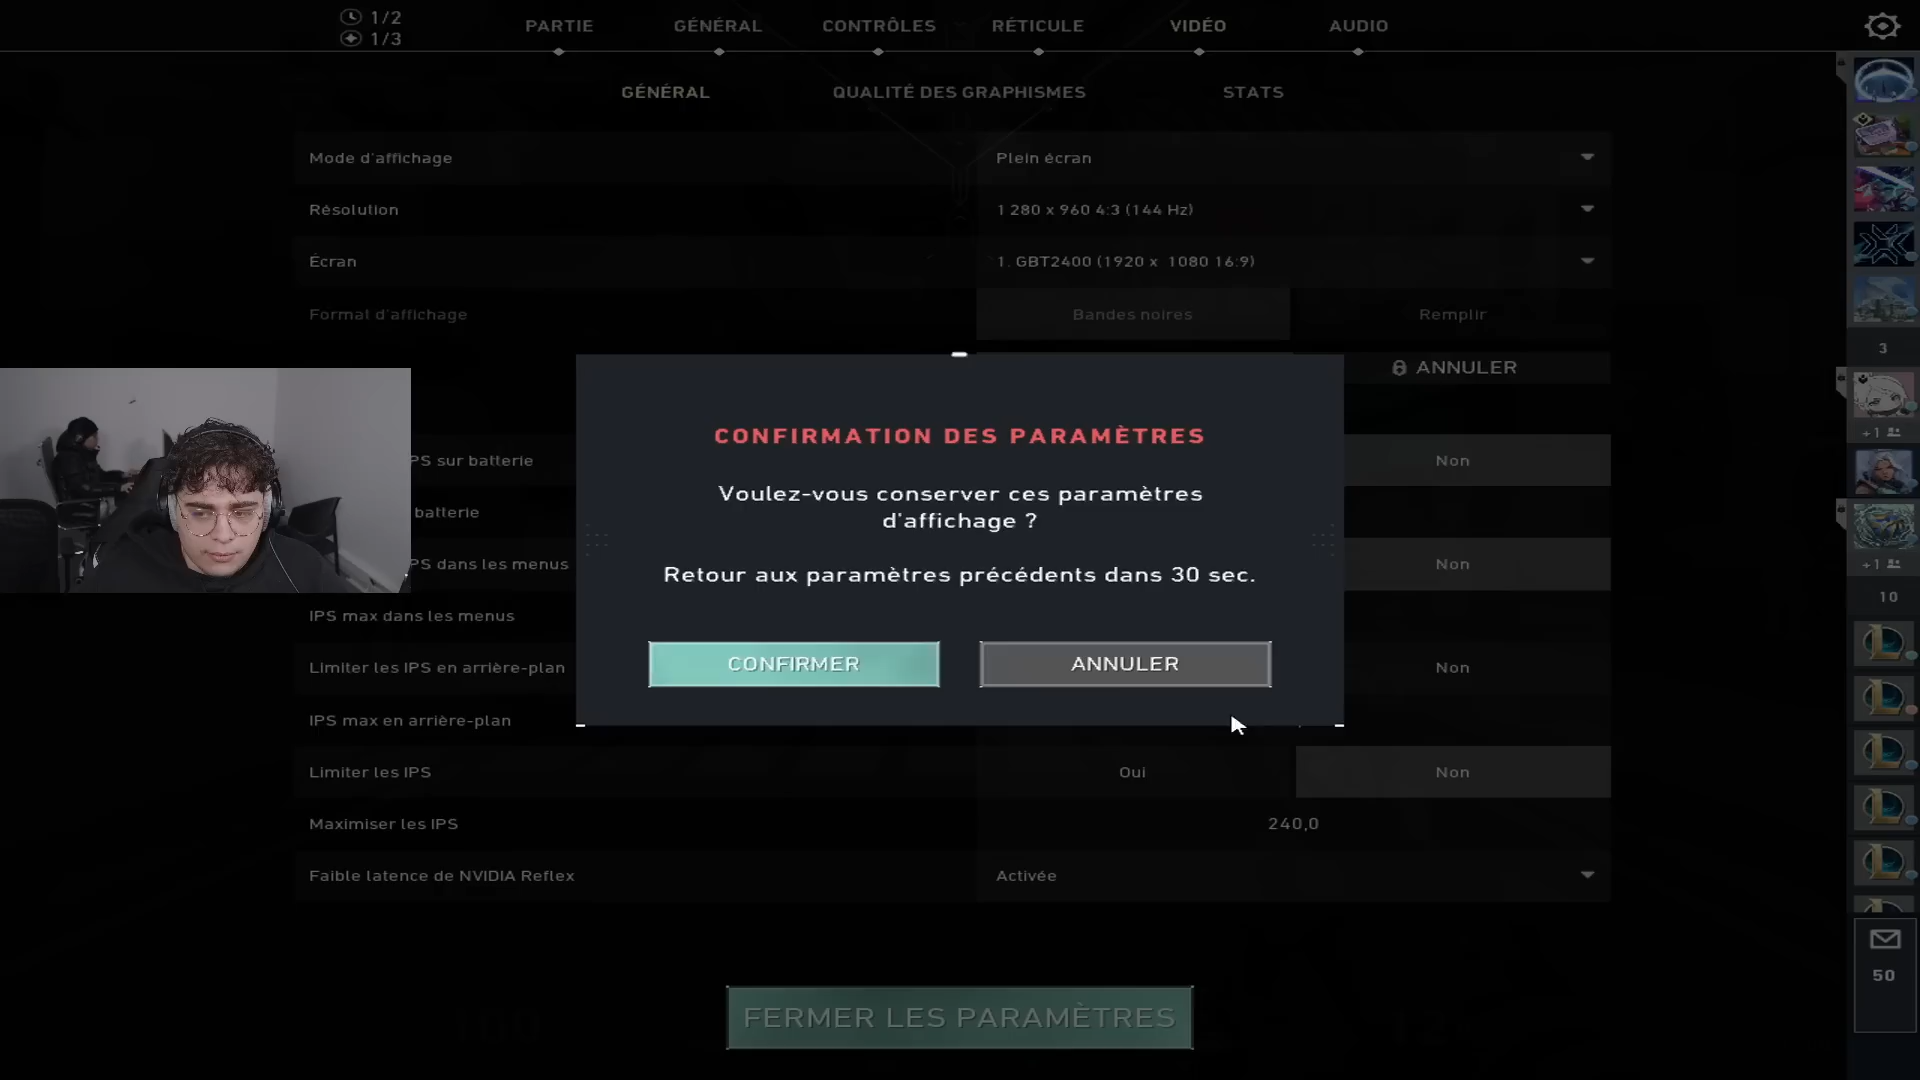 1/2
1/3
PARTIE
GÉNÉRAL
CONTRÔLES
RÉTICULE
VIDÉO
AUDIO
GÉNÉRAL
QUALITÉ DES GRAPHISMES
STATS
Mode d'affichage
Plein écran
Résolution
1 280 x 960 4:3 (144 Hz)
Écran
1. GBT2400 (1920 x 1080 16:9)
Format d'affichage
Bandes noires
Remplir
ANNULER
CONFIRMATION DES PARAMÈTRES
Voulez-vous conserver ces paramètres
d'affichage ?
Retour aux paramètres précédents dans 30 sec.
CONFIRMER
ANNULER
PS sur batterie
Non
batterie
PS dans les menus
Non
IPS max dans les menus
Limiter les IPS en arrière-plan
Non
IPS max en arrière-plan
Limiter les IPS
Oui
Non
Maximiser les IPS
240,0
Faible latence de NVIDIA Reflex
Activée
FERMER LES PARAMÈTRES
3
+1
+1
10
50